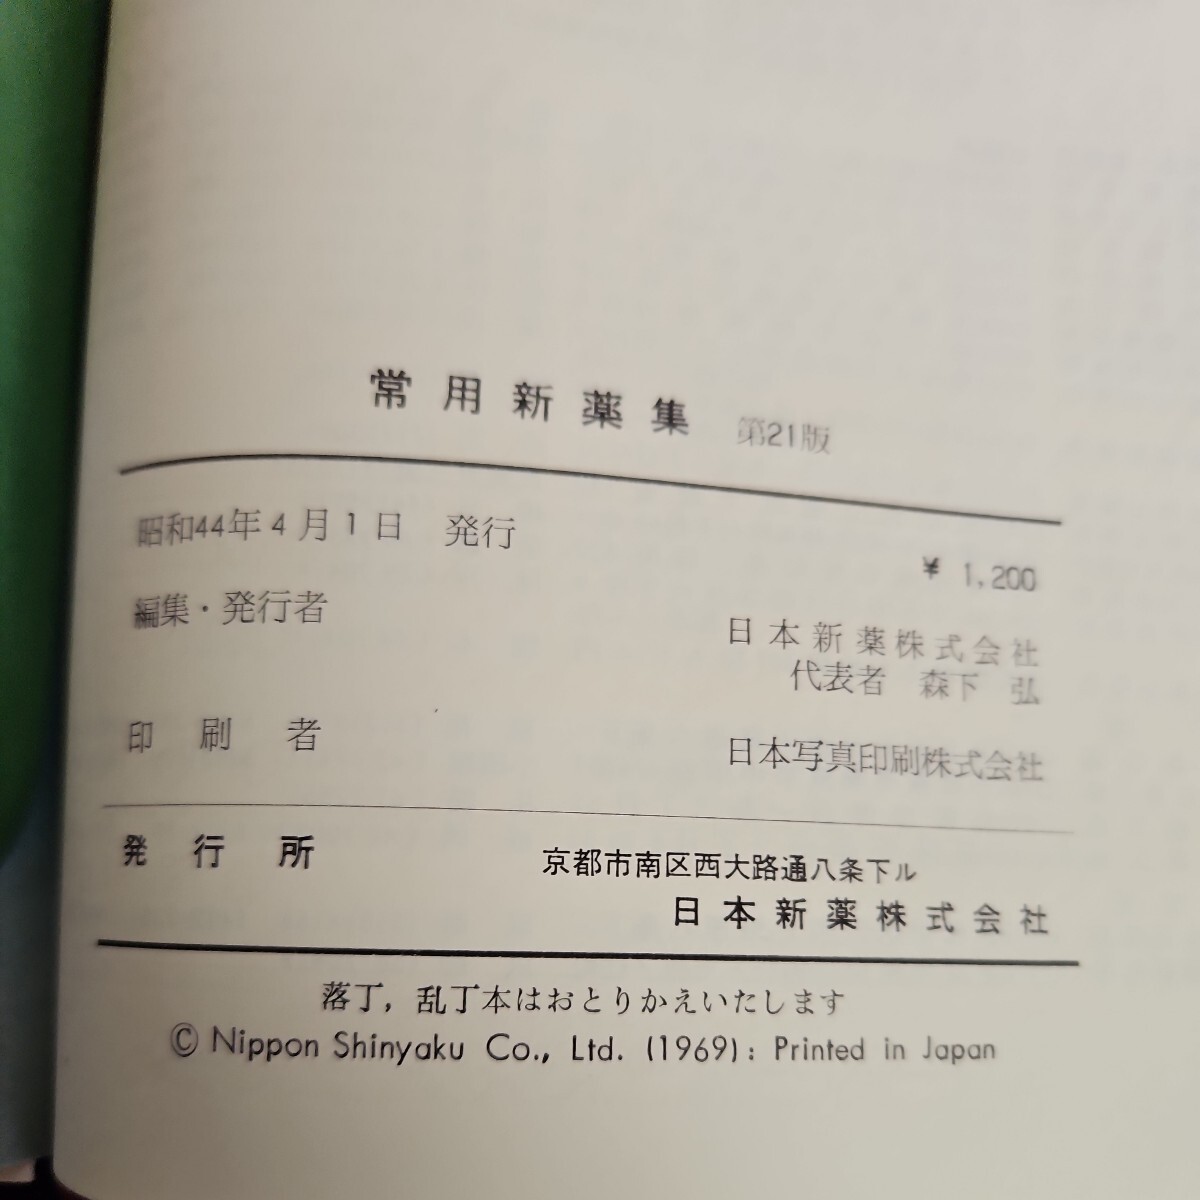 常用新薬集 第21版
昭和44年4月1日 発行
¥ 1,200
編集・発行者
日本新薬株式会社
代表者 森下 弘
印刷者 日本写真印刷株式会社
発行所 京都市南区西大路通八条下ル
日本新薬株式会社
落丁，乱丁本はおとりかえいたします
© Nippon Shinyaku Co., Ltd. (1969): Printed in Japan